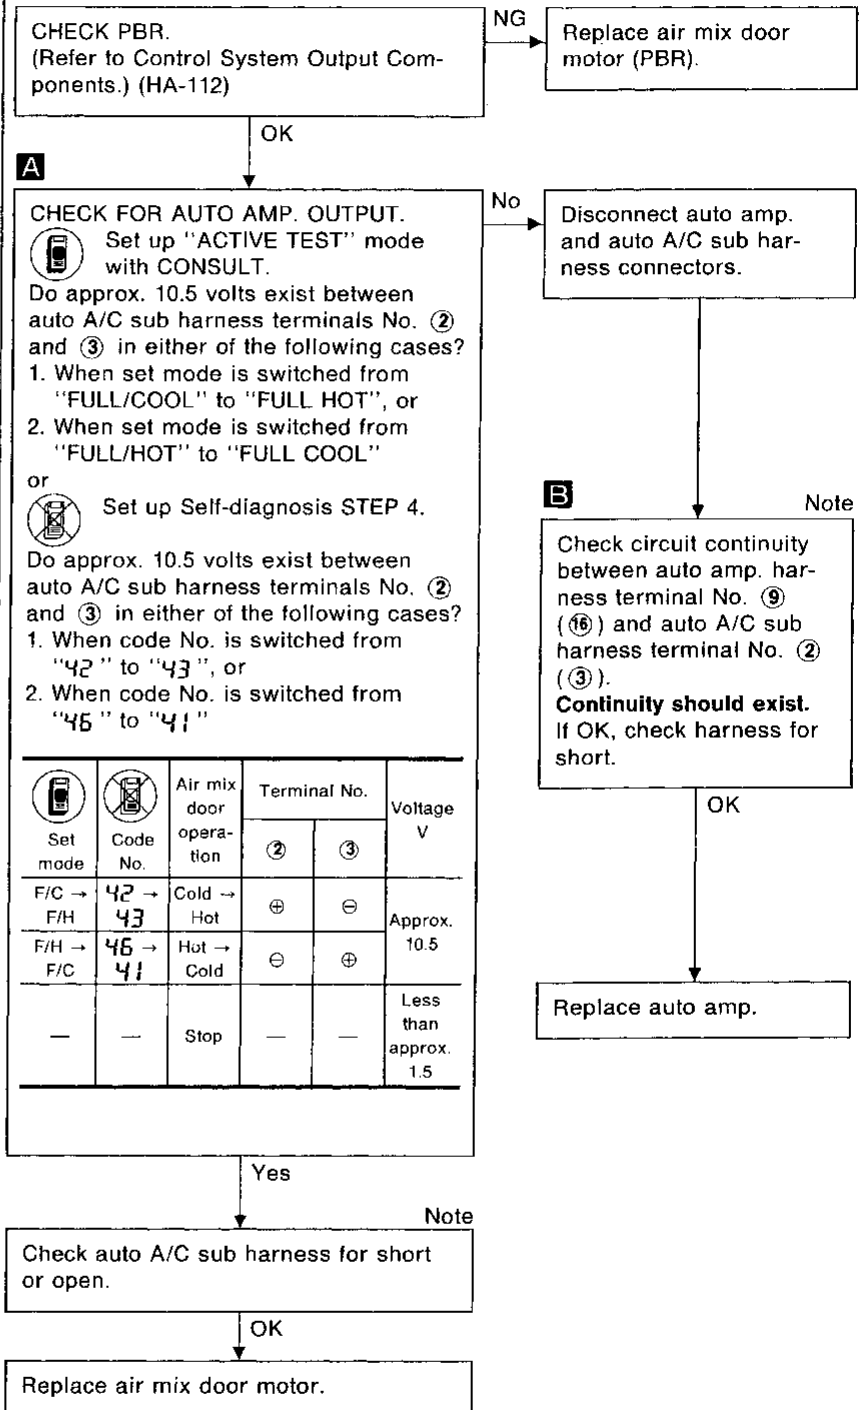 CHECK PBR.
(Refer to Control System Output Com-
ponents.) (HA-112)
NG
Replace air mix door
motor (PBR).
OK
A
CHECK FOR AUTO AMP. OUTPUT.
Set up "ACTIVE TEST" mode
with CONSULT.
Do approx. 10.5 volts exist between
auto A/C sub harness terminals No. ②
and ③ in either of the following cases?
1. When set mode is switched from
"FULL/COOL" to "FULL HOT", or
2. When set mode is switched from
"FULL/HOT" to "FULL COOL"
or
Set up Self-diagnosis STEP 4.
Do approx. 10.5 volts exist between
auto A/C sub harness terminals No. ②
and ③ in either of the following cases?
1. When code No. is switched from
"42" to "43", or
2. When code No. is switched from
"46" to "41"
Set
mode
Code
No.
Air mix
door
opera-
tion
Terminal No.
② ③
Voltage
V
F/C →
F/H
42 →
43
Cold →
Hot
⊕ ⊖
Approx.
10.5
F/H →
F/C
46 →
41
Hot →
Cold
⊖ ⊕
— — Stop — —
Less
than
approx.
1.5
No
Disconnect auto amp.
and auto A/C sub har-
ness connectors.
B
Note
Check circuit continuity
between auto amp. har-
ness terminal No. ⑨
(⑯) and auto A/C sub
harness terminal No. ②
(③).
Continuity should exist.
If OK, check harness for
short.
OK
Replace auto amp.
Yes
Note
Check auto A/C sub harness for short
or open.
OK
Replace air mix door motor.